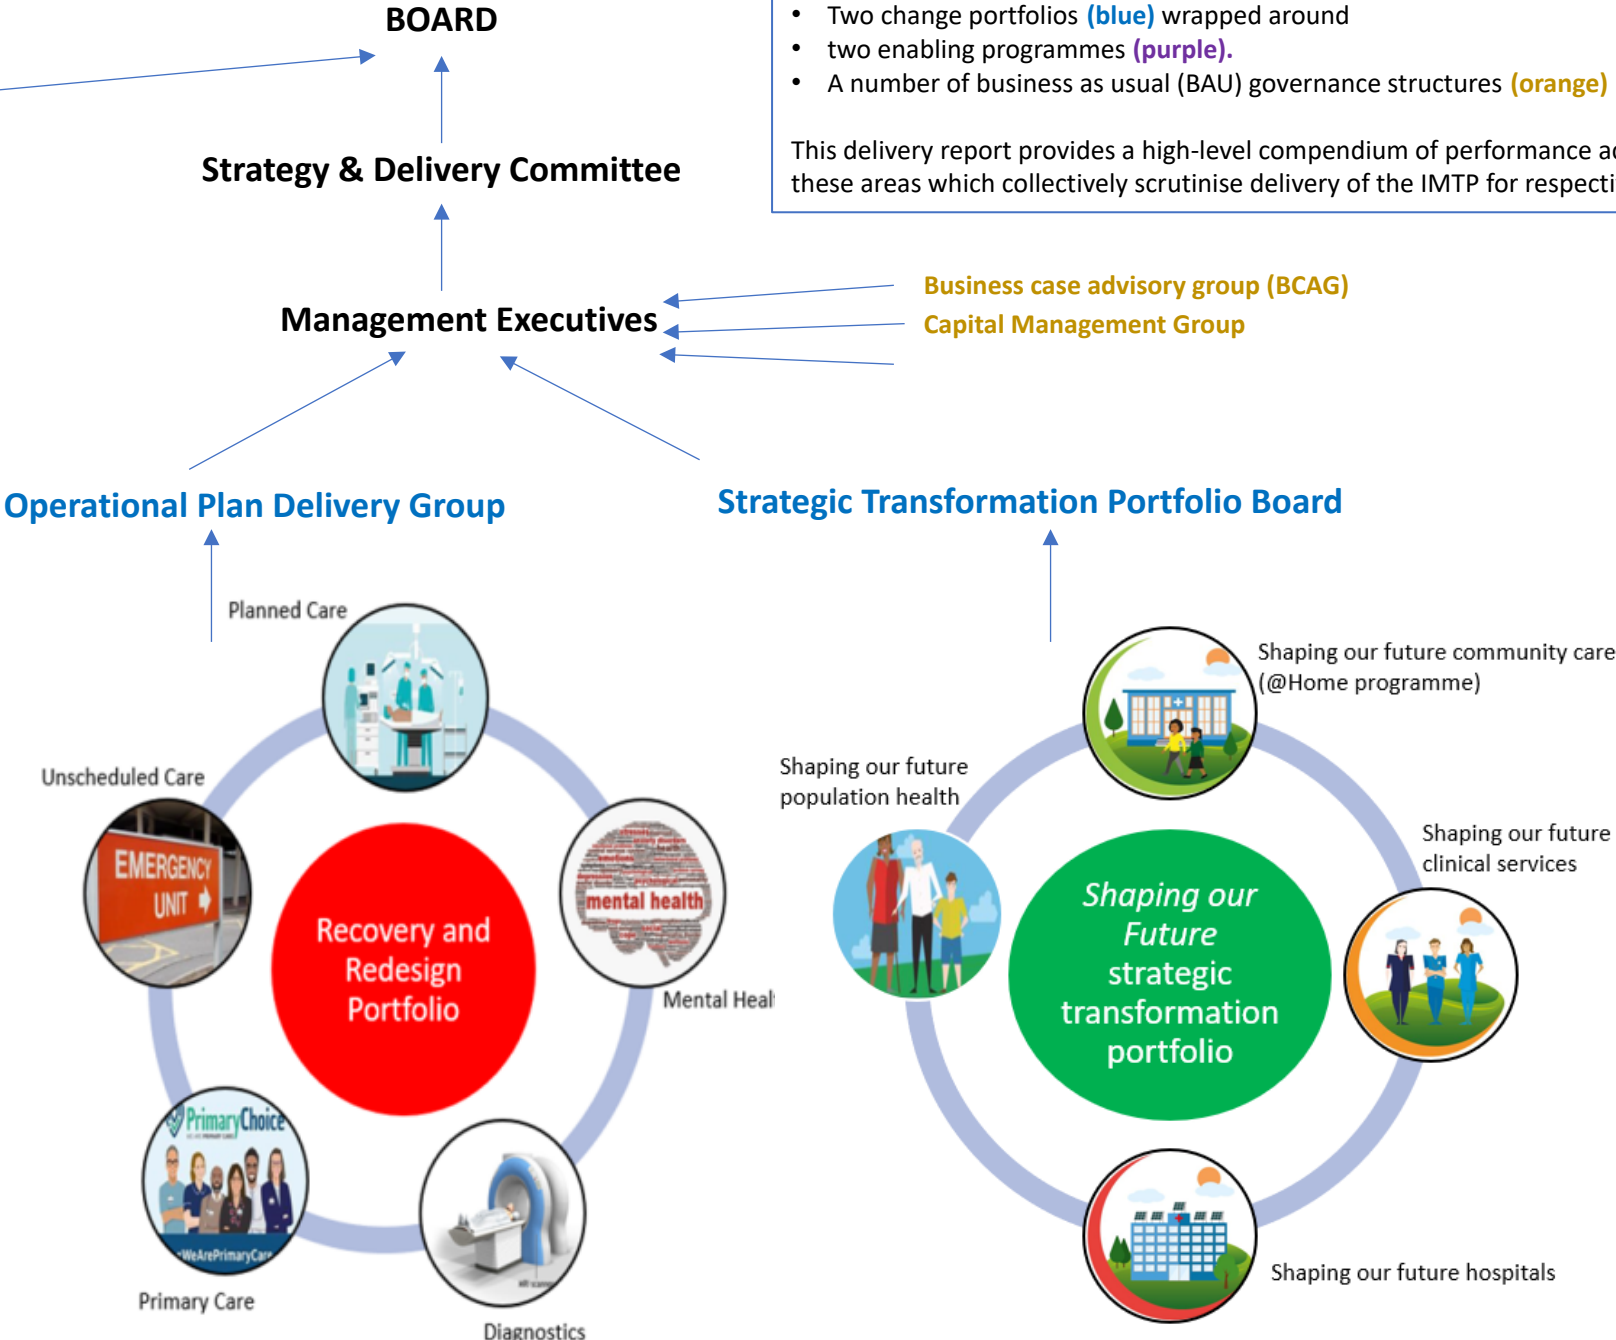 BOARD
• Two change portfolios (blue) wrapped around
• two enabling programmes (purple).
• A number of business as usual (BAU) governance structures (orange)
This delivery report provides a high-level compendium of performance
these areas which collectively scrutinise delivery of the IMTP for
Strategy & Delivery Committee
Business case advisory group (BCAG)
Management Executives
Capital Management Group
Operational Plan Delivery Group
Strategic Transformation Portfolio Board
Planned Care
Unscheduled Care
EMERGENCY
UNIT
mental health
Mental
Recovery and
Redesign
Portfolio
PrimaryChoice
WE ARE PRIMARY CARE
WeArePrimaryCare
Primary Care
Diagnostics
Shaping our future community care
(@Home programme)
Shaping our future
population health
Shaping our future
clinical services
Shaping our
Future
strategic
transformation
portfolio
Shaping our future hospitals